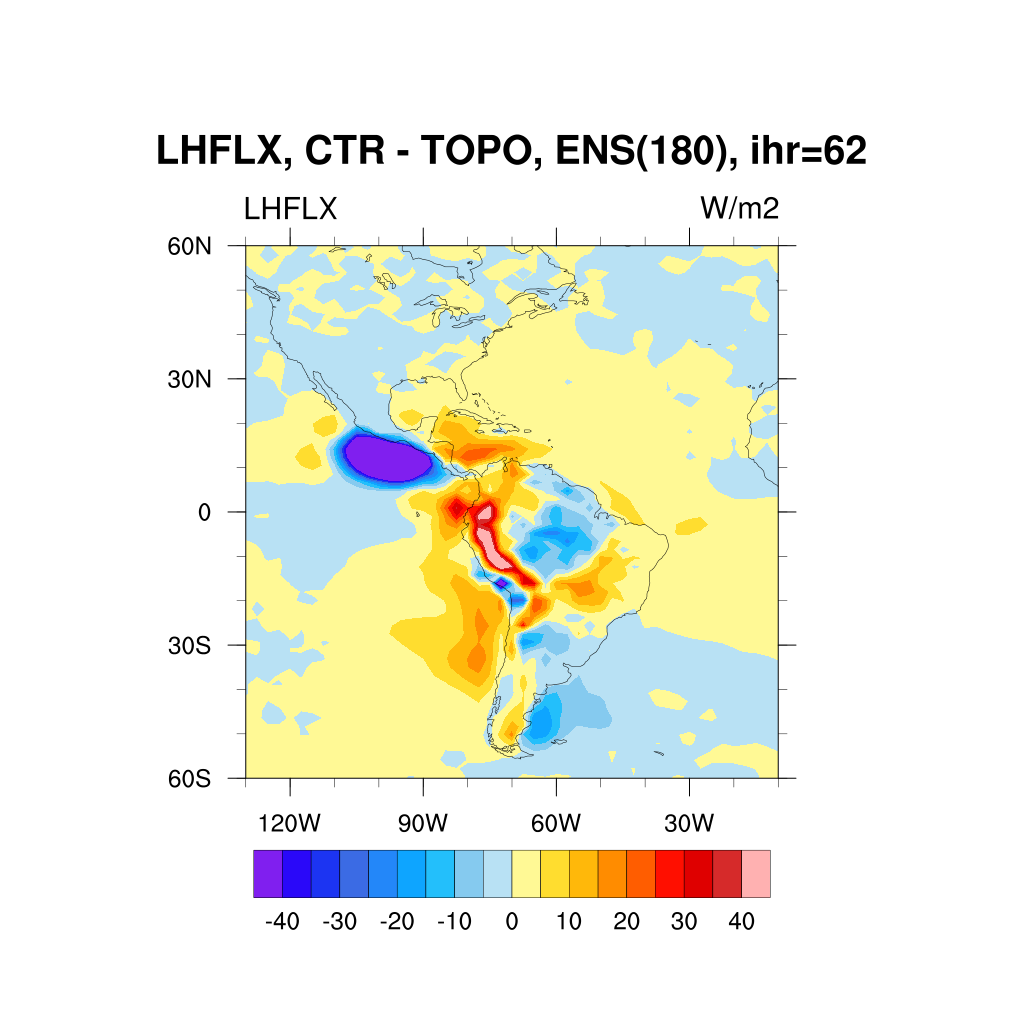 LHFLX, CTR - TOPO, ENS(180), ihr=62
LHFLX W/m2
60N
30N
0
30S
60S
120W 90W 60W 30W
-40 -30 -20 -10 0 10 20 30 40